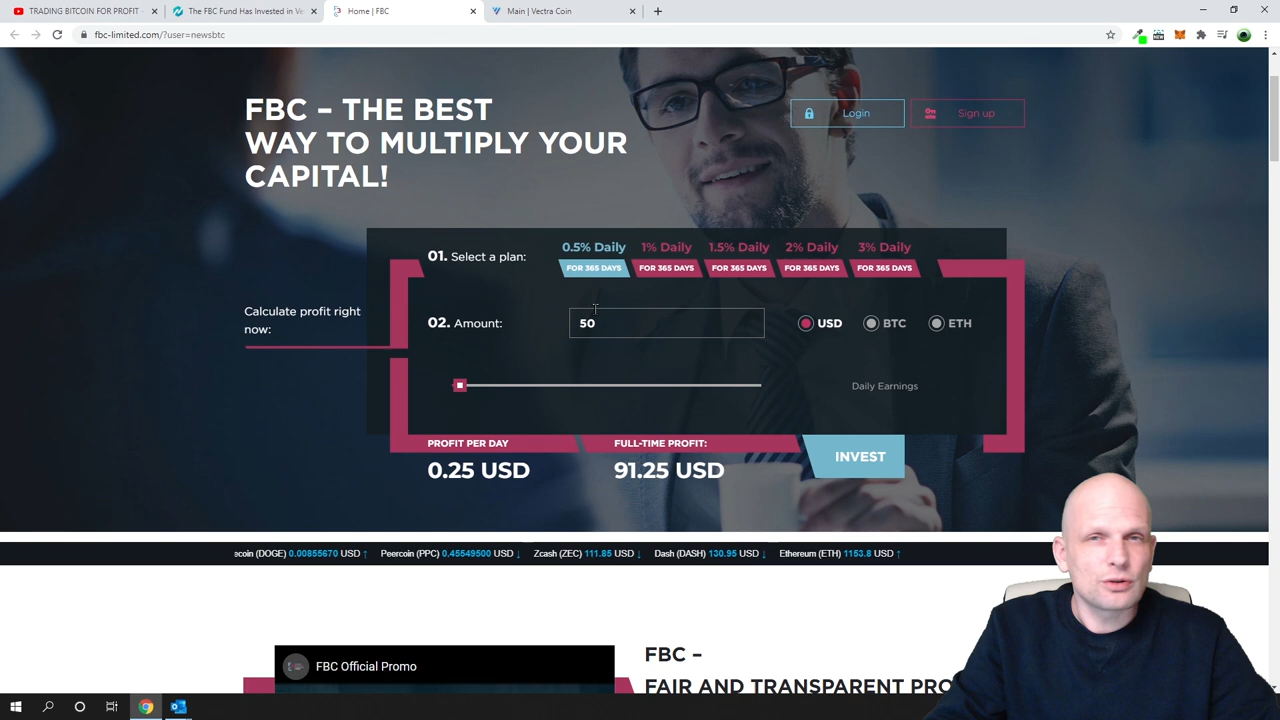 TRADING BITCOIN FOR PROFIT -
The FBC Fund Has Invested in Ve
Home | FBC
Main | Vectra Coin
fbc-limited.com/?user=newsbtc
FBC – THE BEST
WAY TO MULTIPLY YOUR
CAPITAL!
Login
Sign up
01. Select a plan:
0.5% Daily 1% Daily 1.5% Daily 2% Daily 3% Daily
FOR 365 DAYS FOR 365 DAYS FOR 365 DAYS FOR 365 DAYS FOR 365 DAYS
Calculate profit right
now:
02. Amount:
50
USD BTC ETH
Daily Earnings
PROFIT PER DAY
0.25 USD
FULL-TIME PROFIT:
91.25 USD
INVEST
ecoin (DOGE) 0.00855670 USD ↑ Peercoin (PPC) 0.45549500 USD ↓ Zcash (ZEC) 111.85 USD ↓ Dash (DASH) 130.95 USD ↓ Ethereum (ETH) 1153.8 USD ↑
FBC Official Promo
FBC –
FAIR AND TRANSPARENT PRO